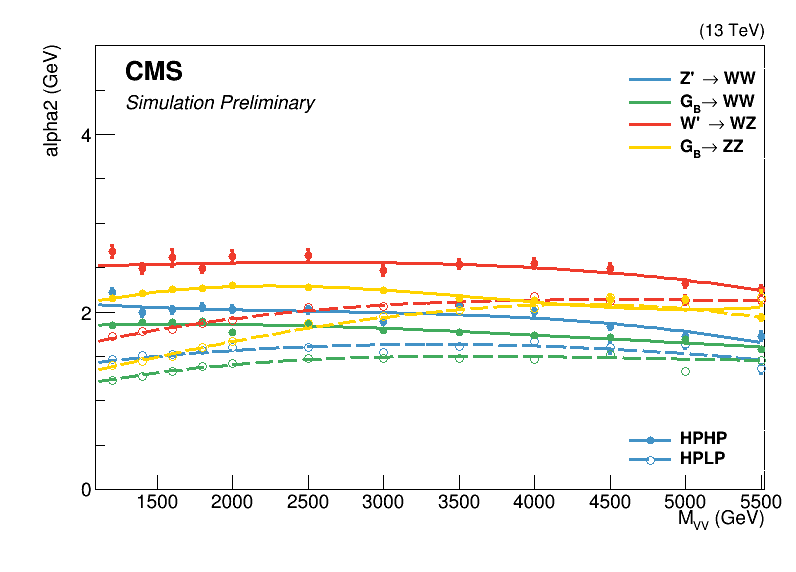 (13 TeV)
CMS
Simulation Preliminary
Z' → WW
G_B → WW
W' → WZ
G_B → ZZ
alpha2 (GeV)
4
2
0
HPHP
HPLP
1500 2000 2500 3000 3500 4000 4500 5000 5500
M_VV (GeV)